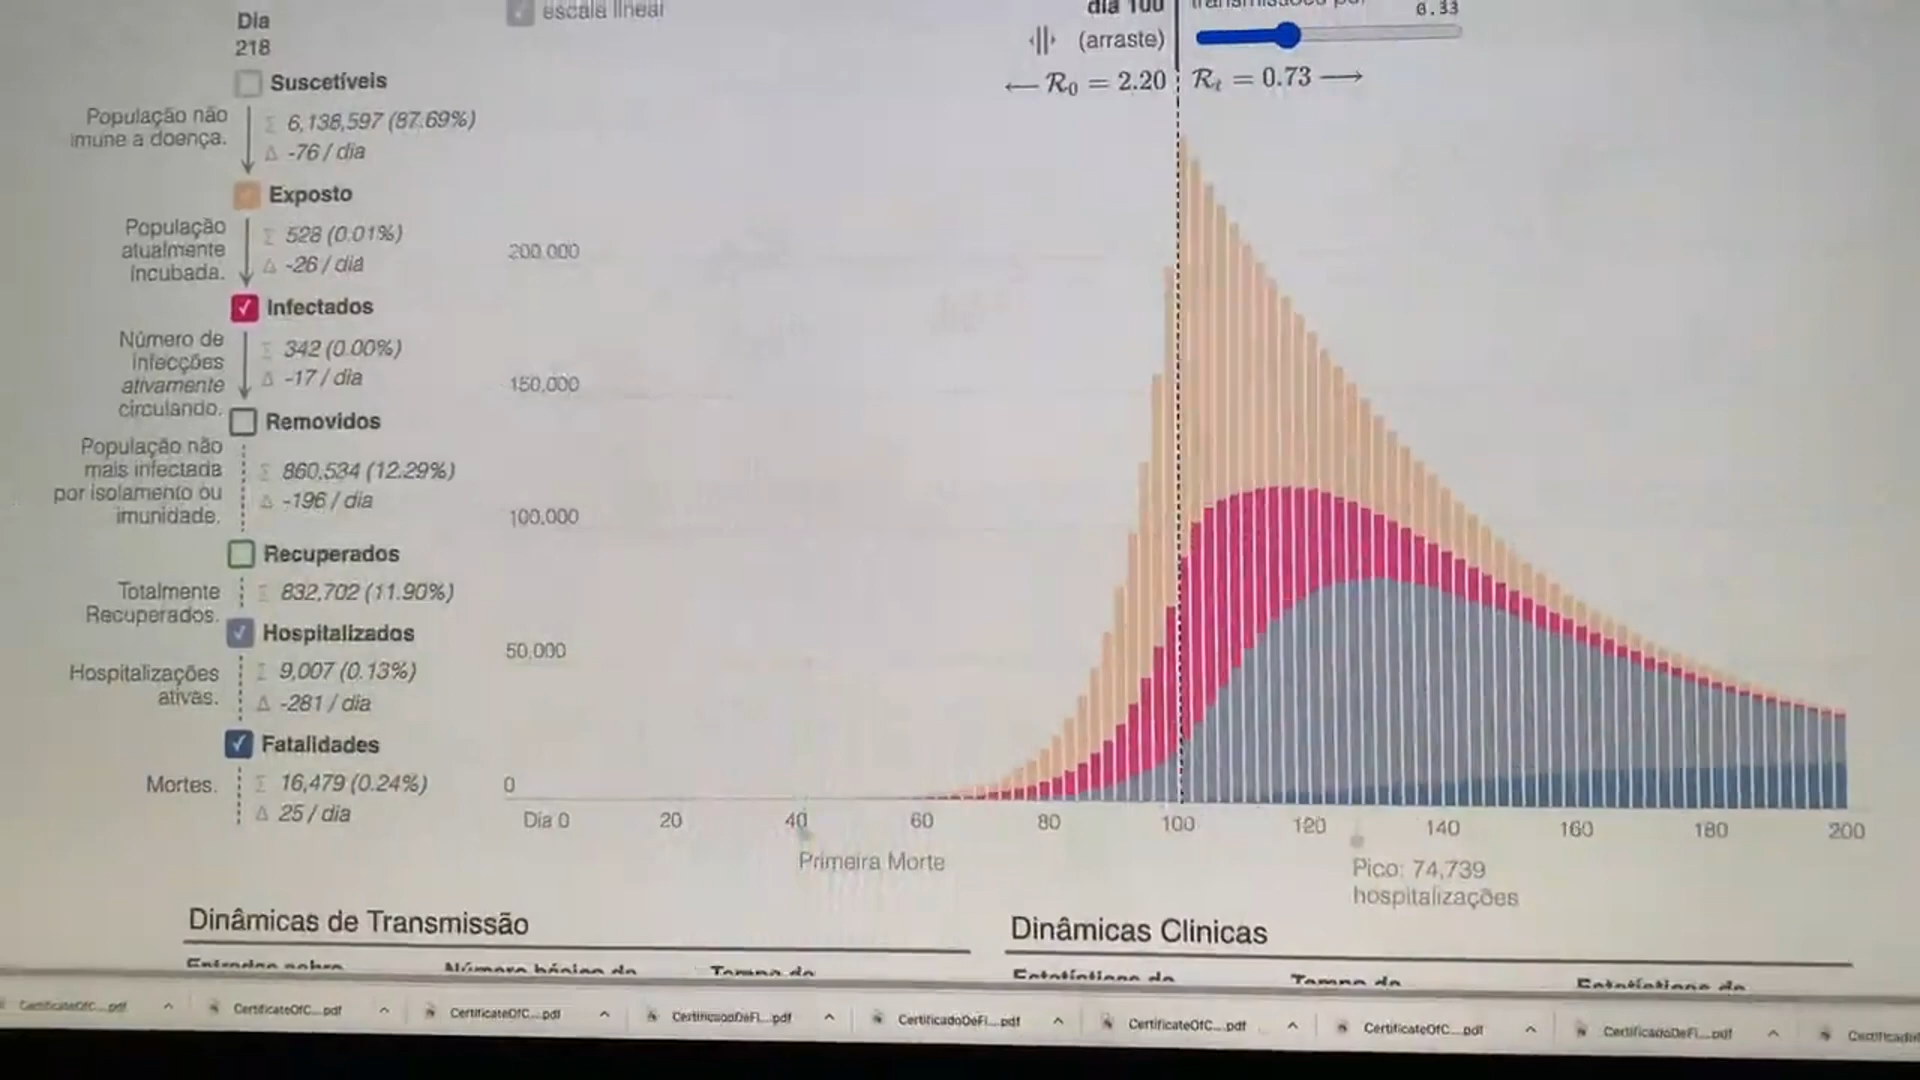 Dia
218
escala linear
Suscetíveis
População não
imune a doença.
Σ 6,138,597 (87.69%)
Δ -76 / dia
Exposto
População
atualmente
incubada.
Σ 528 (0.01%)
Δ -26 / dia
Infectados
Número de
infecções
ativamente
circulando.
Σ 342 (0.00%)
Δ -17 / dia
Removidos
População não
mais infectada
por isolamento ou
imunidade.
Σ 860,534 (12.29%)
Δ -196 / dia
Recuperados
Totalmente
Recuperados.
Σ 832,702 (11.90%)
Hospitalizados
Hospitalizações
ativas.
Σ 9,007 (0.13%)
Δ -281 / dia
Fatalidades
Mortes.
Σ 16,479 (0.24%)
Δ 25 / dia
dia 100
(arraste)
0.33
← R₀ = 2.20
Rₜ = 0.73 →
200,000
150,000
100,000
50,000
0
Dia 0 20 40 60 80 100 120 140 160 180 200
Primeira Morte
Pico: 74,739
hospitalizações
Dinâmicas de Transmissão
Dinâmicas Clinicas
CertificateOfC....pdf
CertificateOfC....pdf
CertificateOfC....pdf
CertificadoDeFi....pdf
CertificadoDeFi....pdf
CertificateOfC....pdf
CertificateOfC....pdf
CertificadoDeFi....pdf